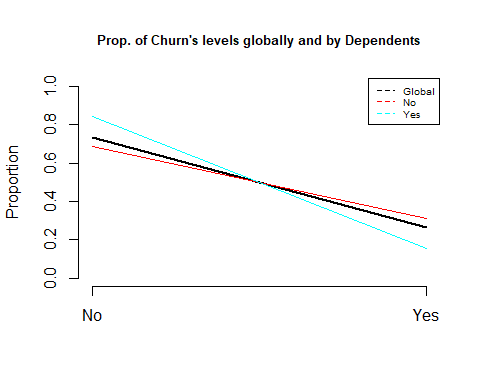 Prop. of Churn's levels globally and by Dependents
Global
No
Yes
Proportion
1.0
0.8
0.6
0.4
0.2
0.0
No
Yes